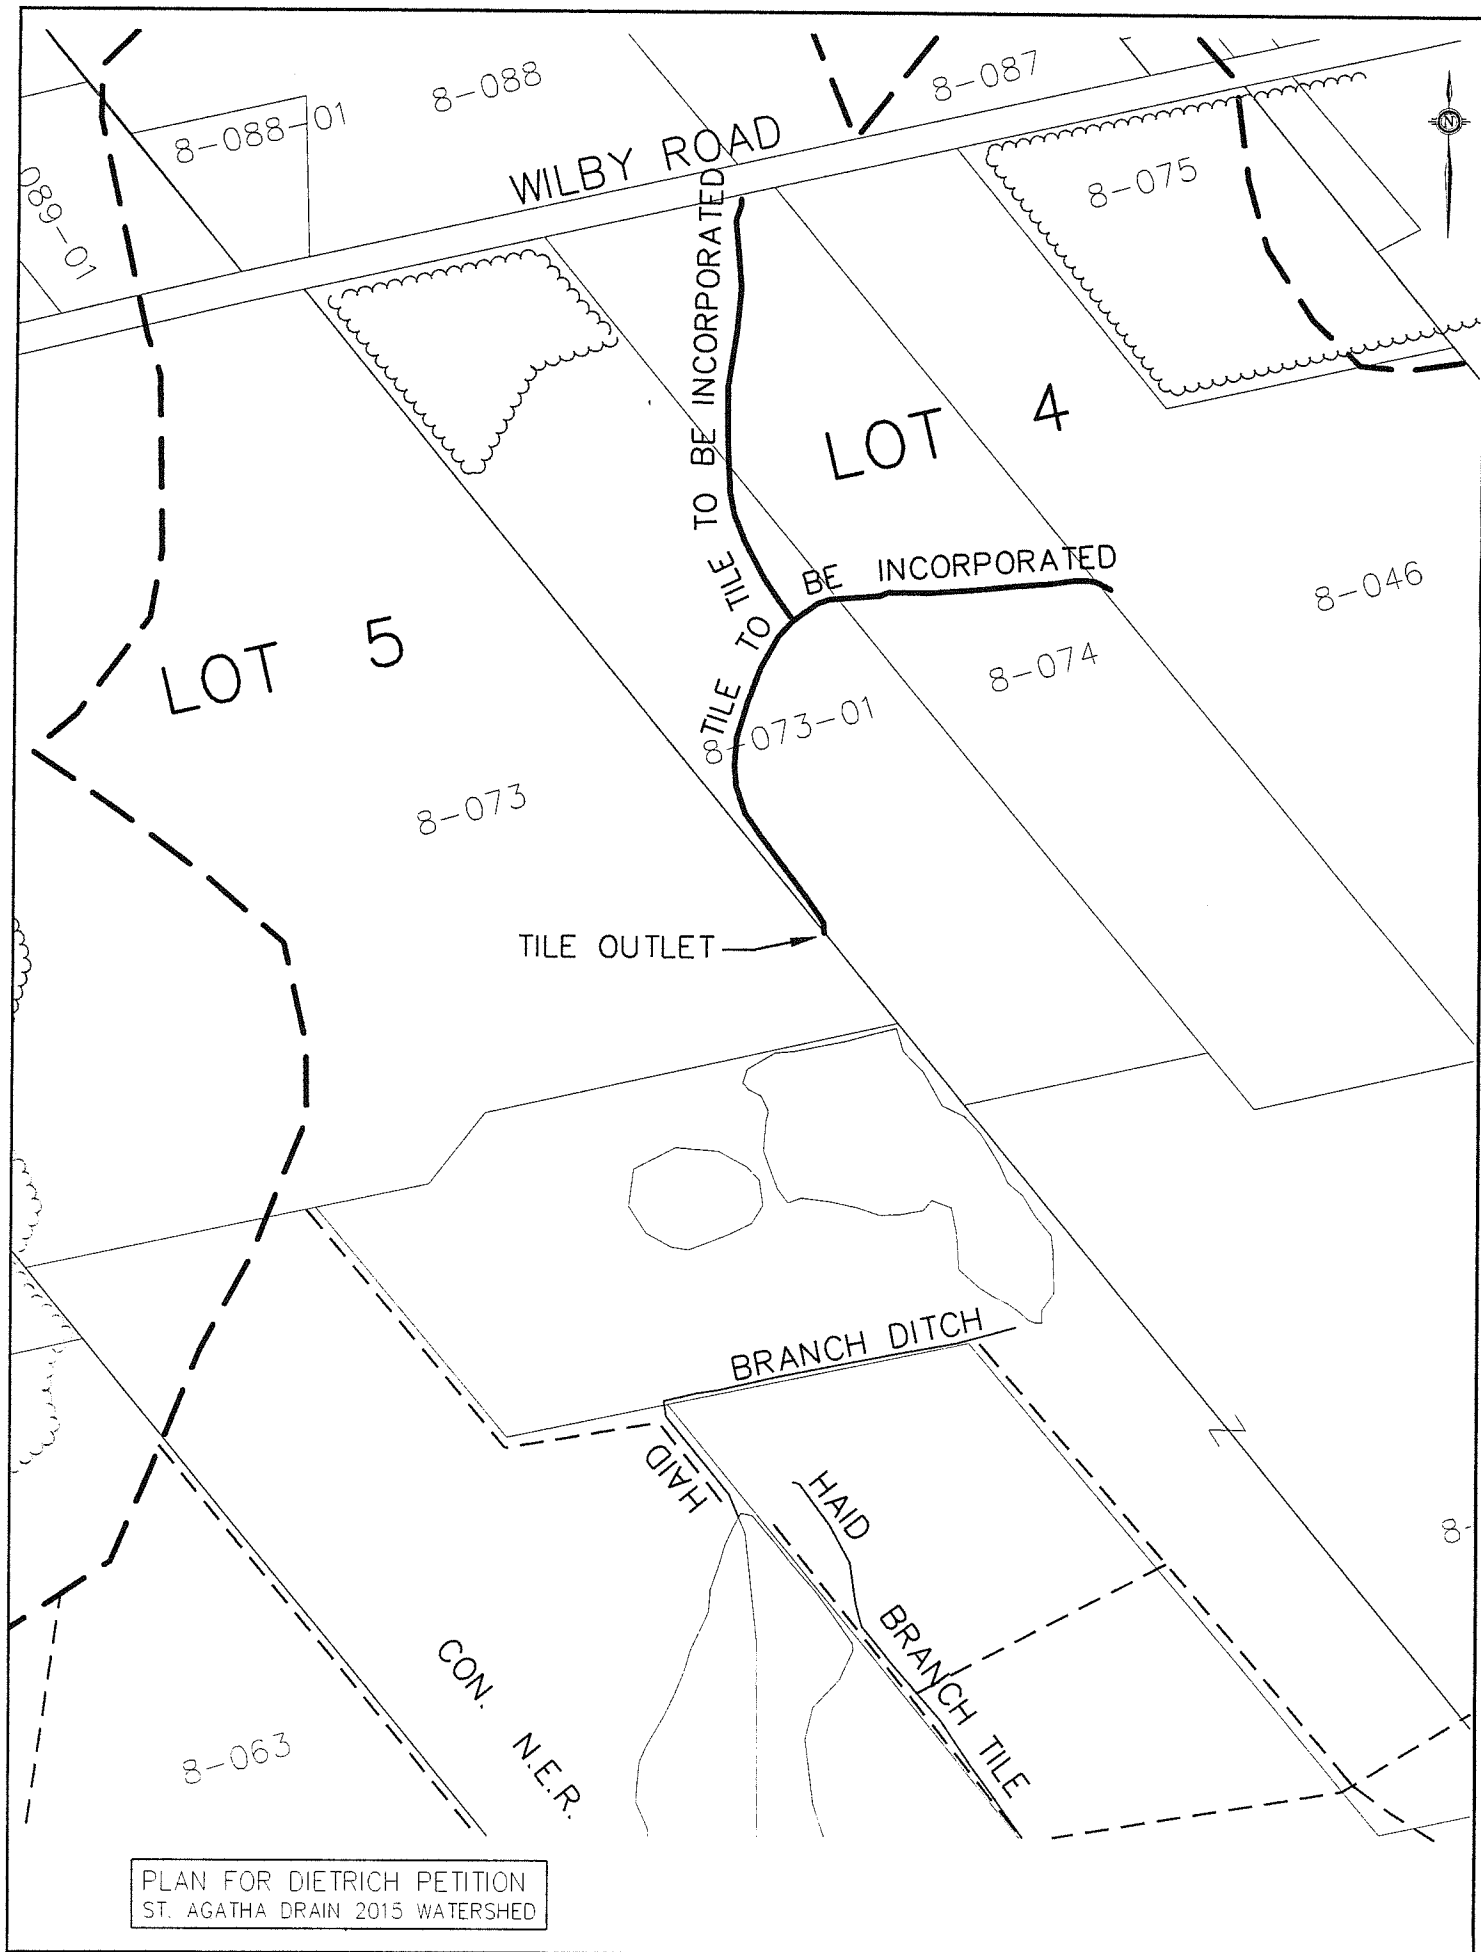 8-088
8-087
8-088-01
WILBY ROAD
8-075
089-01
N
TILE TO BE INCORPORATED
LOT 4
TILE TO BE INCORPORATED
8-046
LOT 5
8-074
8-073-01
8-073
TILE OUTLET
BRANCH DITCH
HAID
HAID
Z
8-
BRANCH TILE
CON. N.E.R.
8-063
PLAN FOR DIETRICH PETITION
ST. AGATHA DRAIN 2015 WATERSHED